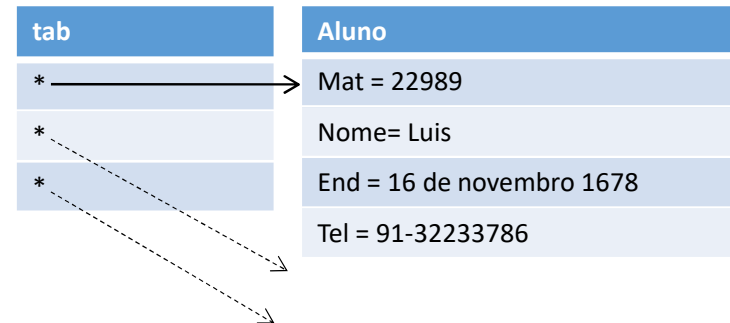 tab
*
*
*
Aluno
Mat = 22989
Nome= Luis
End = 16 de novembro 1678
Tel = 91-32233786